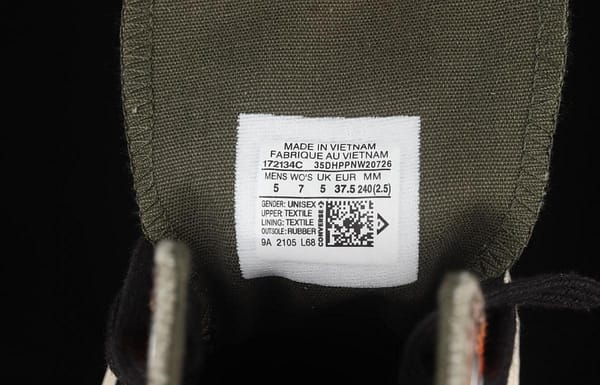 MADE IN VIETNAM
FABRIQUE AU VIETNAM
172134C 35DHPPNW20726
MENS WO'S UK EUR MM
5 7 5 37.5 240(2.5)
GENDER: UNISEX
UPPER: TEXTILE
LINING: TEXTILE
OUTSOLE: RUBBER
9A 2105 L68
CONVERSE